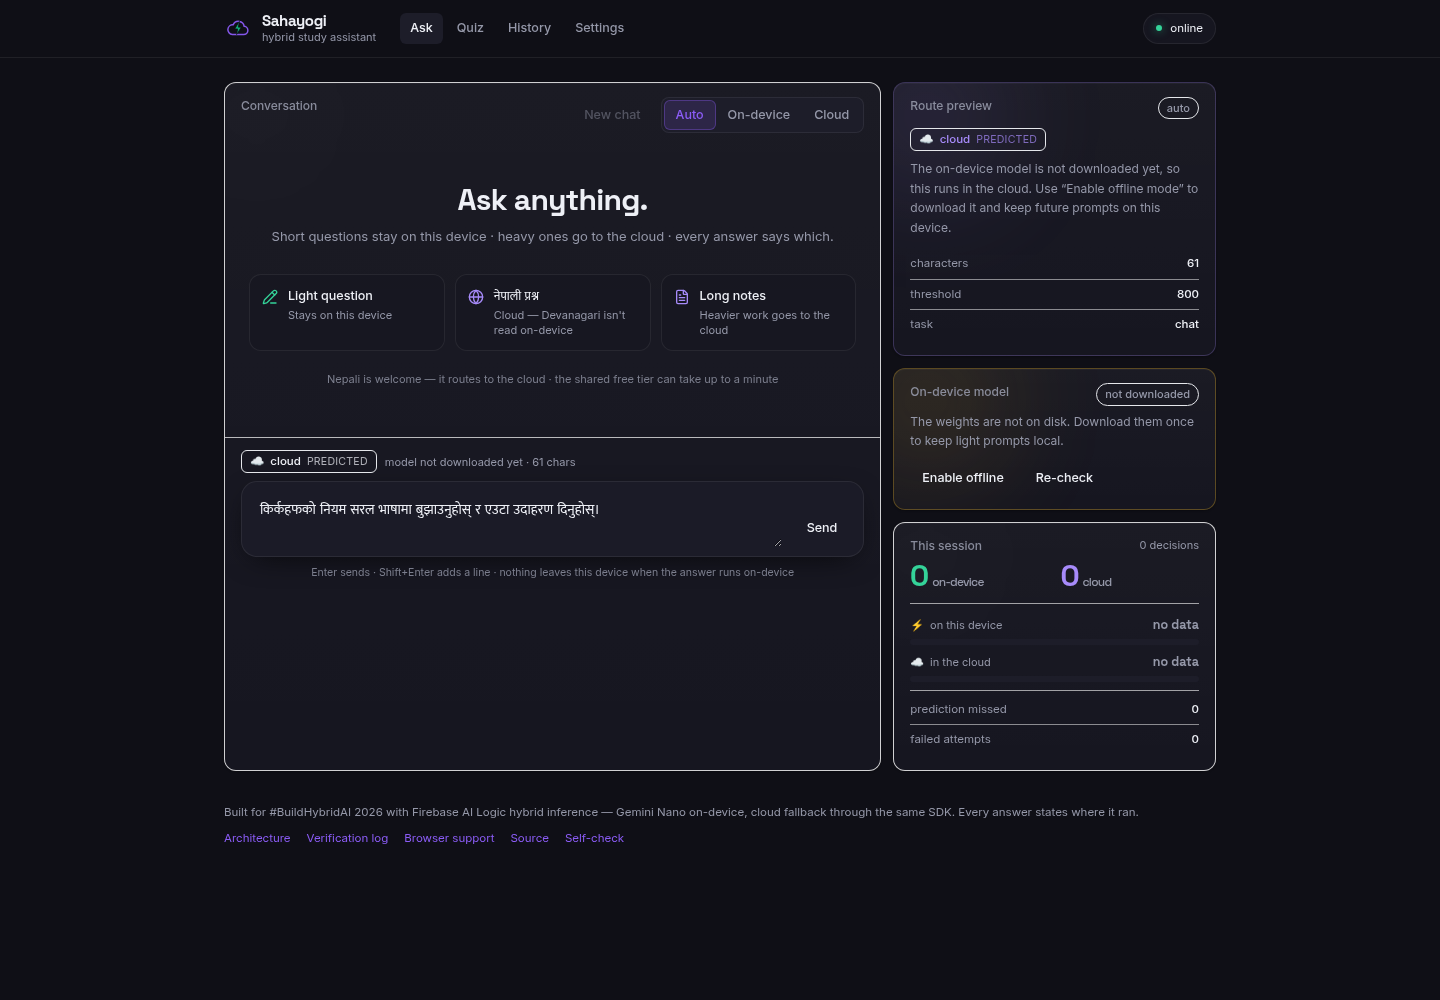 Sahayogi
hybrid study assistant
Ask
Quiz
History
Settings
online
Conversation
New chat
Auto
On-device
Cloud
Ask anything.
Short questions stay on this device · heavy ones go to the cloud · every answer says which.
Light question
Stays on this device
नेपाली प्रश्न
Cloud — Devanagari isn't
read on-device
Long notes
Heavier work goes to the
cloud
Nepali is welcome — it routes to the cloud · the shared free tier can take up to a minute
cloud PREDICTED
model not downloaded yet · 61 chars
किर्कहफको नियम सरल भाषामा बुझाउनुहोस् र एउटा उदाहरण दिनुहोस्।
Send
Enter sends · Shift+Enter adds a line · nothing leaves this device when the answer runs on-device
Route preview
auto
cloud PREDICTED
The on-device model is not downloaded yet, so
this runs in the cloud. Use “Enable offline mode” to
download it and keep future prompts on this
device.
characters 61
threshold 800
task chat
On-device model
not downloaded
The weights are not on disk. Download them once
to keep light prompts local.
Enable offline
Re-check
This session
0 decisions
0 on-device
0 cloud
on this device no data
in the cloud no data
prediction missed 0
failed attempts 0
Built for #BuildHybridAI 2026 with Firebase AI Logic hybrid inference — Gemini Nano on-device, cloud fallback through the same SDK. Every answer states where it ran.
Architecture
Verification log
Browser support
Source
Self-check